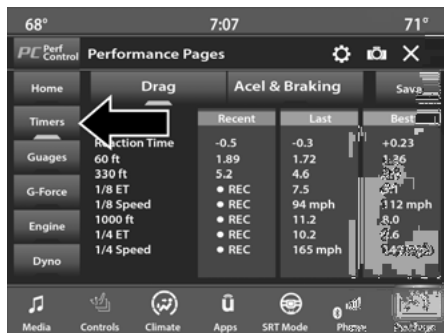 68° 7:07 71°
PC Perf Control Performance Pages
Home Drag Acel & Braking Save
Timers Recent Last Best
Reaction Time -0.5 -0.3 +0.23
Guages 60 ft 1.89 1.72
330 ft 5.2 4.6
G-Force 1/8 ET REC 7.5
1/8 Speed REC 94 mph 112 mph
Engine 1000 ft REC 11.2 8.0
1/4 ET REC 10.2
Dyno 1/4 Speed REC 165 mph
Media Controls Climate Apps SRT Mode Phone